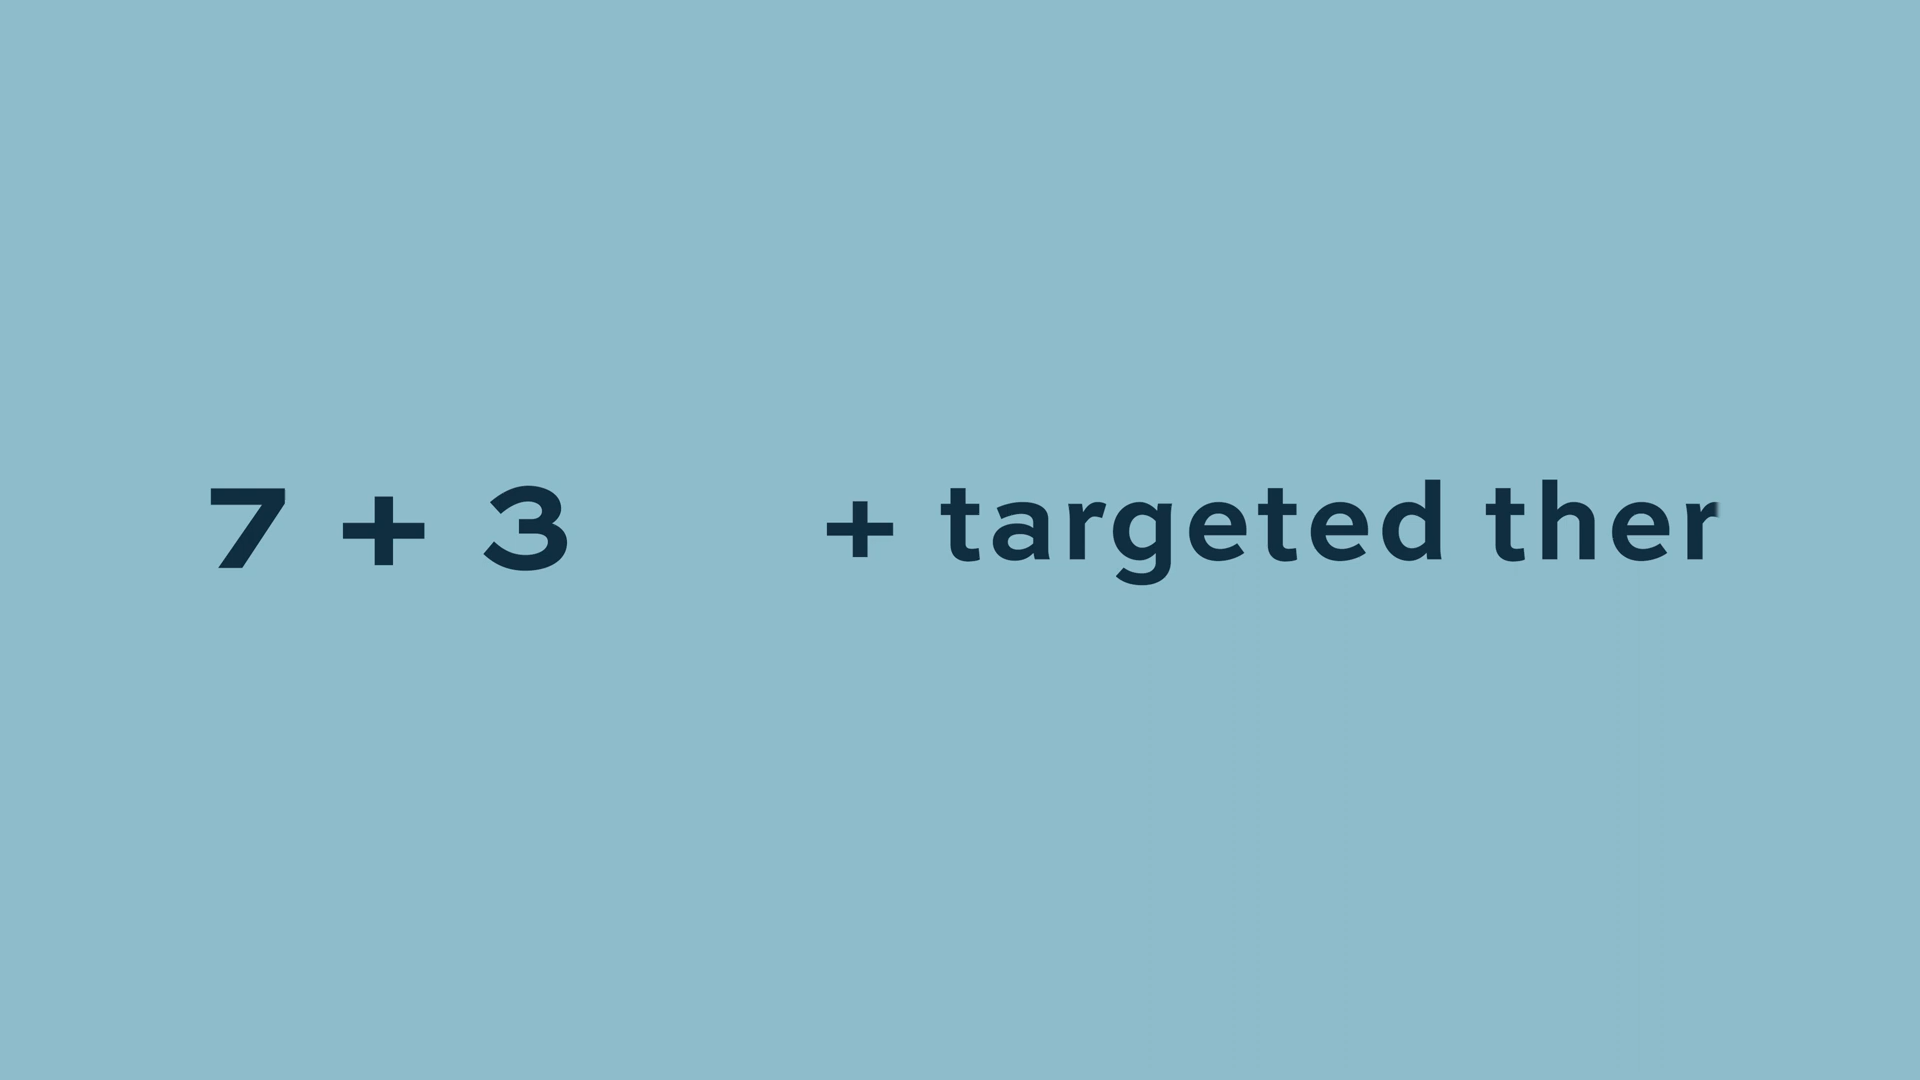 7 + 3 + targeted ther